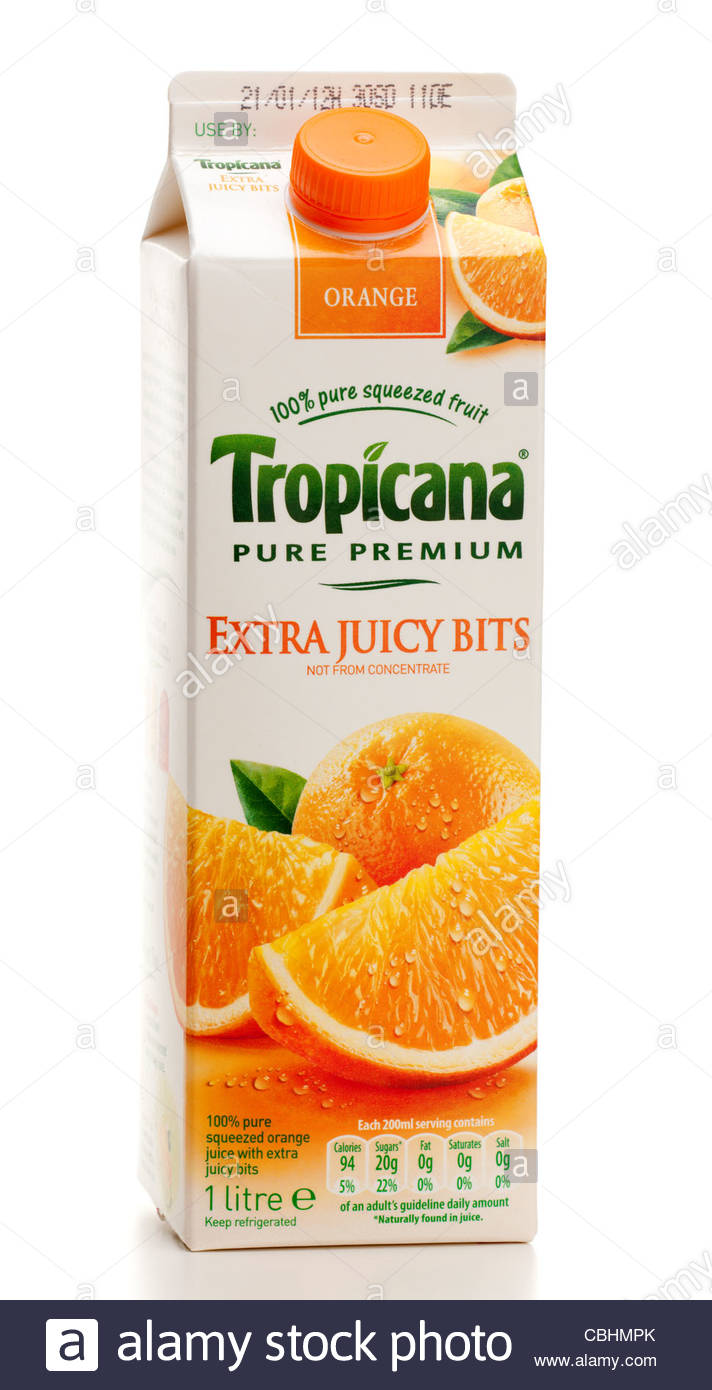 21/01/12H 306D 110E
USE BY:
Tropicana
EXTRA
JUICY BITS
ORANGE
100% pure squeezed fruit
Tropicana®
PURE PREMIUM
EXTRA JUICY BITS
NOT FROM CONCENTRATE
100% pure
squeezed orange
juice with extra
juicy bits
1 litre ℮
Keep refrigerated
Each 200ml serving contains
Calories Sugars* Fat Saturates Salt
94 20g 0g 0g 0g
5% 22% 0% 0% 0%
of an adult's guideline daily amount
*Naturally found in juice.
a alamy stock photo
CBHMPK
www.alamy.com